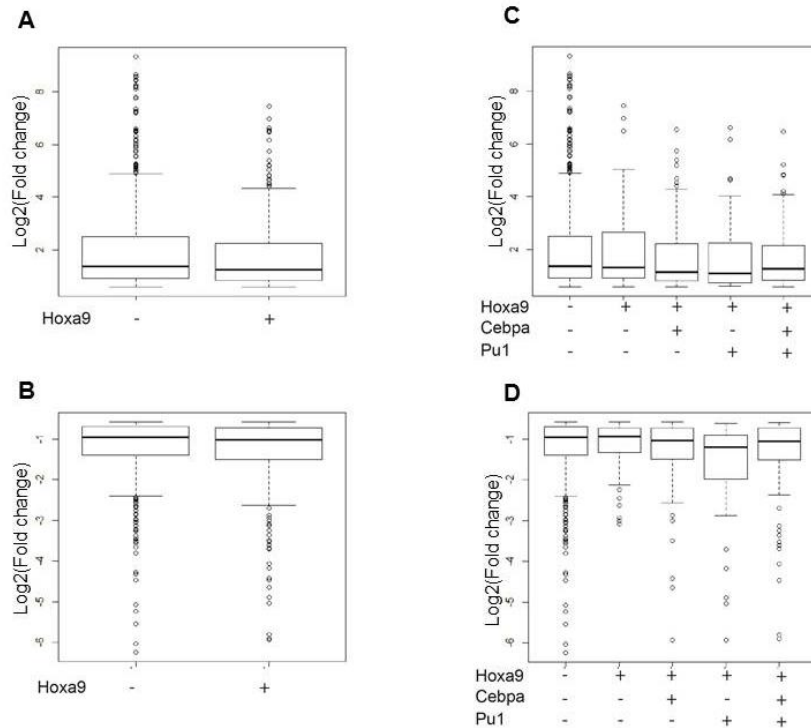 A
Log2(Fold change)
8
6
4
2
Hoxa9 - +
B
Log2(Fold change)
-1
-2
-3
-4
-5
-6
Hoxa9 - +
C
Log2(Fold change)
8
6
4
2
Hoxa9 - + + + +
Cebpa - - + - +
Pu1 - - - + +
D
Log2(Fold change)
-1
-2
-3
-4
-5
-6
Hoxa9 - + + + +
Cebpa - - + - +
Pu1 - - - + +